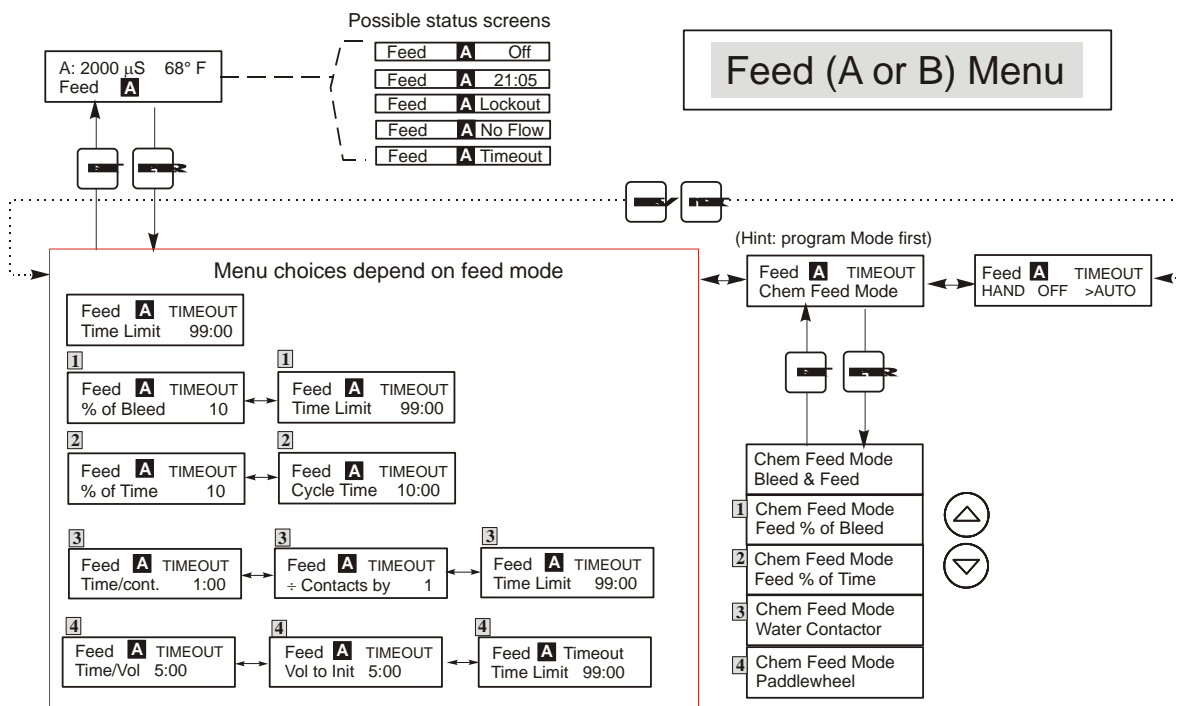 Possible status screens
A: 2000 μS 68° F
Feed A
Feed A Off
Feed A 21:05
Feed A Lockout
Feed A No Flow
Feed A Timeout
Feed (A or B) Menu
Menu choices depend on feed mode
Feed A TIMEOUT
Time Limit 99:00
1
Feed A TIMEOUT
% of Bleed 10
1
Feed A TIMEOUT
Time Limit 99:00
2
Feed A TIMEOUT
% of Time 10
2
Feed A TIMEOUT
Cycle Time 10:00
3
Feed A TIMEOUT
Time/cont. 1:00
3
Feed A TIMEOUT
÷ Contacts by 1
3
Feed A TIMEOUT
Time Limit 99:00
4
Feed A TIMEOUT
Time/Vol 5:00
4
Feed A TIMEOUT
Vol to Init 5:00
4
Feed A Timeout
Time Limit 99:00
(Hint: program Mode first)
Feed A TIMEOUT
Chem Feed Mode
Feed A TIMEOUT
HAND OFF >AUTO
Chem Feed Mode
Bleed & Feed
1 Chem Feed Mode
Feed % of Bleed
2 Chem Feed Mode
Feed % of Time
3 Chem Feed Mode
Water Contactor
4 Chem Feed Mode
Paddlewheel